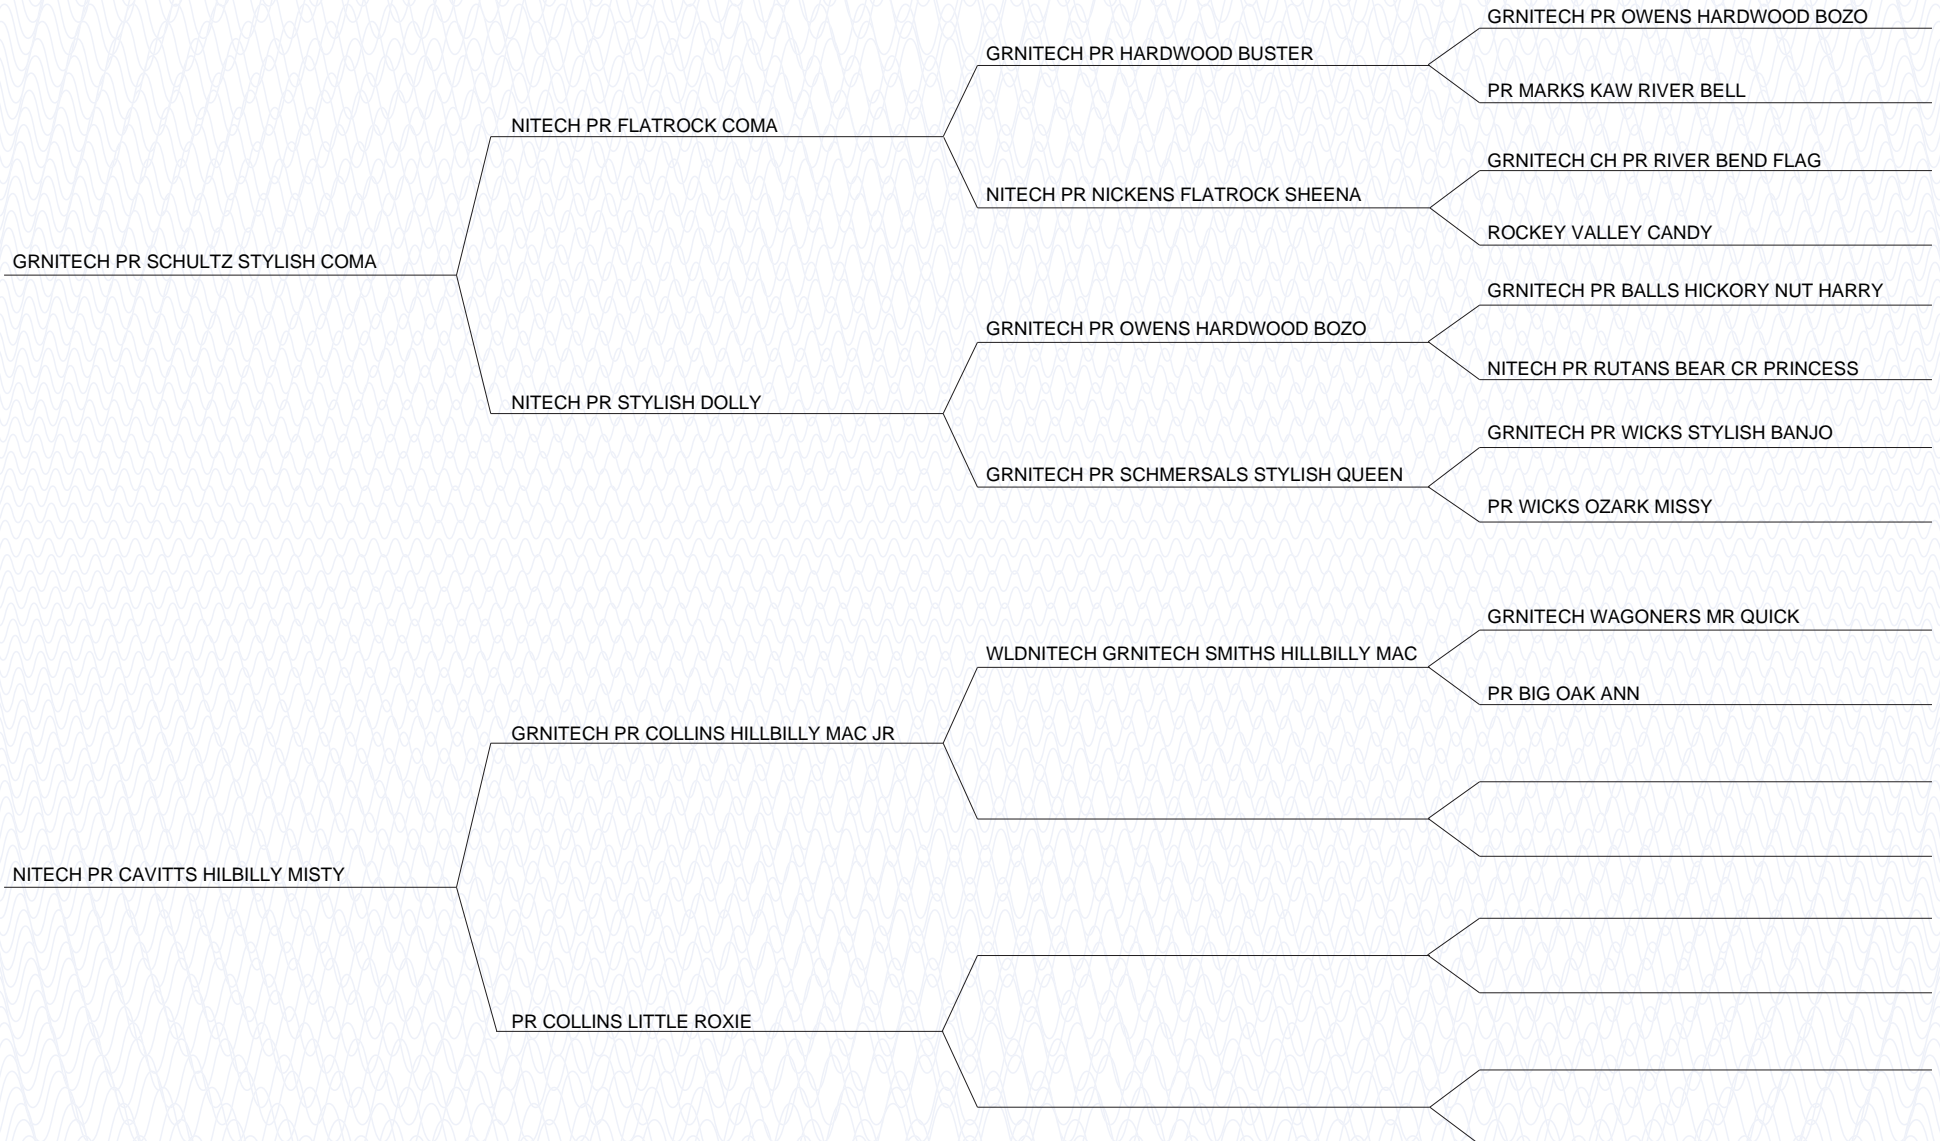 GRNITECH PR OWENS HARDWOOD BOZO
GRNITECH PR HARDWOOD BUSTER
PR MARKS KAW RIVER BELL
NITECH PR FLATROCK COMA
GRNITECH CH PR RIVER BEND FLAG
NITECH PR NICKENS FLATROCK SHEENA
ROCKEY VALLEY CANDY
GRNITECH PR SCHULTZ STYLISH COMA
GRNITECH PR BALLS HICKORY NUT HARRY
GRNITECH PR OWENS HARDWOOD BOZO
NITECH PR RUTANS BEAR CR PRINCESS
NITECH PR STYLISH DOLLY
GRNITECH PR WICKS STYLISH BANJO
GRNITECH PR SCHMERSALS STYLISH QUEEN
PR WICKS OZARK MISSY
GRNITECH WAGONERS MR QUICK
WLDNITECH GRNITECH SMITHS HILLBILLY MAC
PR BIG OAK ANN
GRNITECH PR COLLINS HILLBILLY MAC JR
NITECH PR CAVITTS HILBILLY MISTY
PR COLLINS LITTLE ROXIE